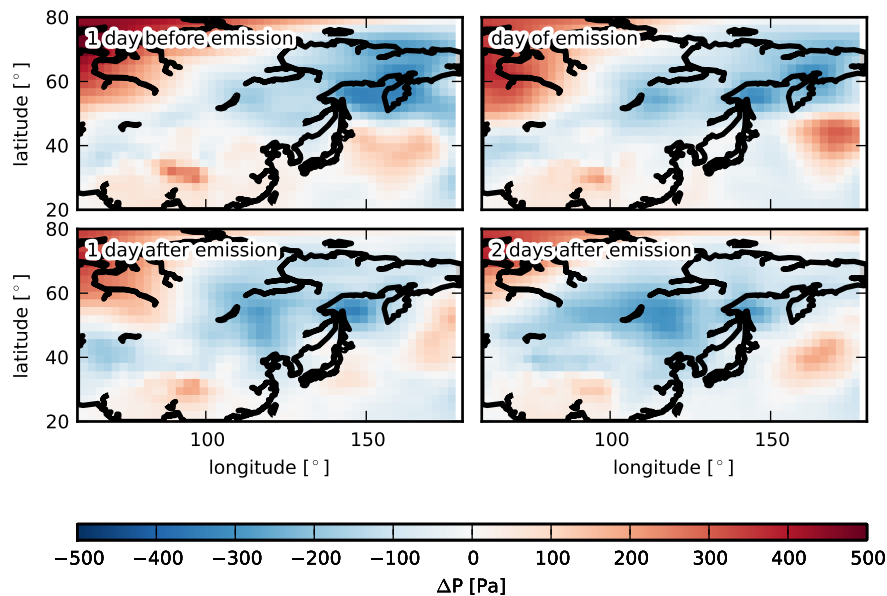 80
60
40
20
latitude [°]
1 day before emission
day of emission
80
60
40
20
latitude [°]
1 day after emission
2 days after emission
100
150
100
150
longitude [°]
longitude [°]
−500
−400
−300
−200
−100
0
100
200
300
400
500
ΔP [Pa]